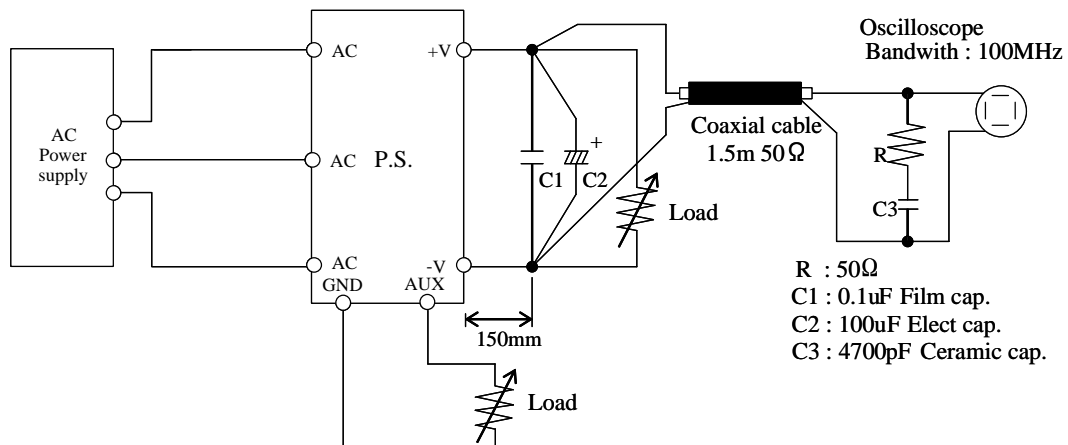 Oscilloscope
Bandwith : 100MHz
AC
Power
supply
AC
AC
AC
P.S.
+V
-V
GND
AUX
C1
+
C2
Load
150mm
Load
Coaxial cable
1.5m 50Ω
R
C3
R : 50Ω
C1 : 0.1uF Film cap.
C2 : 100uF Elect cap.
C3 : 4700pF Ceramic cap.